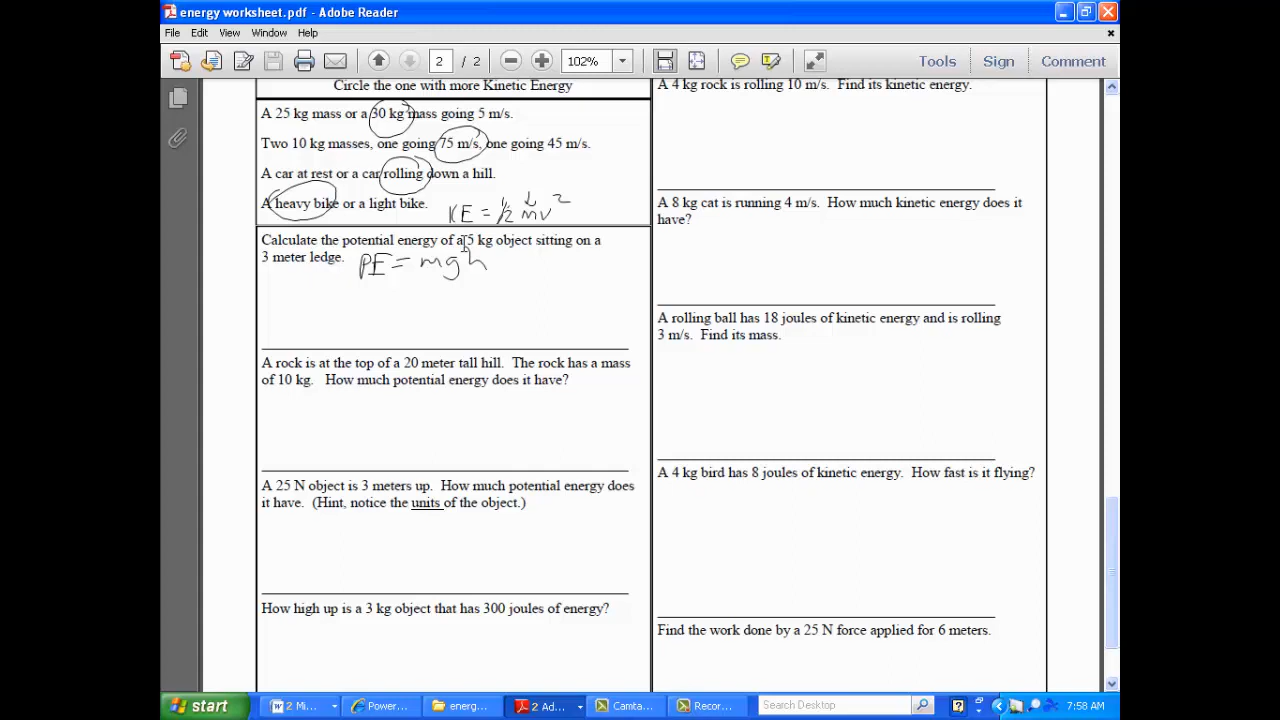 energy worksheet.pdf - Adobe Reader
File Edit View Window Help
2 / 2 102% Tools Sign Comment
Circle the one with more Kinetic Energy
A 25 kg mass or a 30 kg mass going 5 m/s.
Two 10 kg masses, one going 75 m/s, one going 45 m/s.
A car at rest or a car rolling down a hill.
A heavy bike or a light bike.
KE = 1/2 mv²
Calculate the potential energy of a 5 kg object sitting on a
3 meter ledge.
PE = mgh
A rock is at the top of a 20 meter tall hill. The rock has a mass
of 10 kg. How much potential energy does it have?
A 25 N object is 3 meters up. How much potential energy does
it have. (Hint, notice the units of the object.)
How high up is a 3 kg object that has 300 joules of energy?
A 4 kg rock is rolling 10 m/s. Find its kinetic energy.
A 8 kg cat is running 4 m/s. How much kinetic energy does it
have?
A rolling ball has 18 joules of kinetic energy and is rolling
3 m/s. Find its mass.
A 4 kg bird has 8 joules of kinetic energy. How fast is it flying?
Find the work done by a 25 N force applied for 6 meters.
start 2 Mi... Power... energ... 2 Ad... Camta... Recor... Search Desktop 7:58 AM